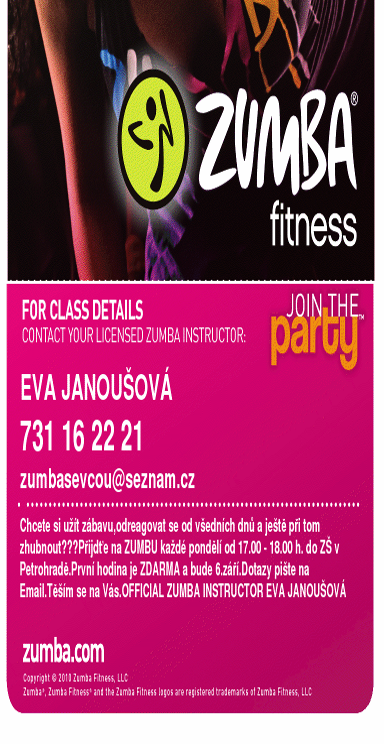 ZUMBA®
fitness
FOR CLASS DETAILS
CONTACT YOUR LICENSED ZUMBA INSTRUCTOR:
JOIN THE
party™
EVA JANOUŠOVÁ
731 16 22 21
zumbasevcou@seznam.cz
Chcete si užít zábavu,odreagovat se od všedních dnů a ještě při tom
zhubnout???Přijďte na ZUMBU každé pondělí od 17.00 - 18.00 h. do ZŠ v
Petrohradě.První hodina je ZDARMA a bude 6.září.Dotazy pište na
Email.Těším se na Vás.OFFICIAL ZUMBA INSTRUCTOR EVA JANOUŠOVÁ
zumba.com
Copyright © 2010 Zumba Fitness, LLC
Zumba®, Zumba Fitness® and the Zumba Fitness logos are registered trademarks of Zumba Fitness, LLC